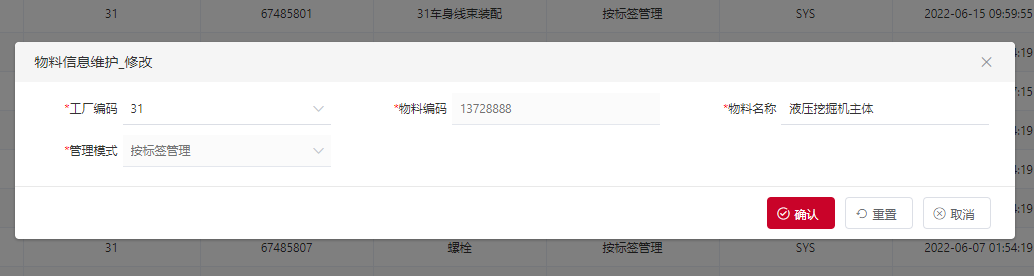 31 67485801 31车身线束装配 按标签管理 SYS 2022-06-15 09:59:55
物料信息维护_修改
*工厂编码 31 *物料编码 13728888 *物料名称 液压挖掘机主体
*管理模式 按标签管理
确认 重置 取消
31 67485807 螺栓 按标签管理 SYS 2022-06-07 01:54:19